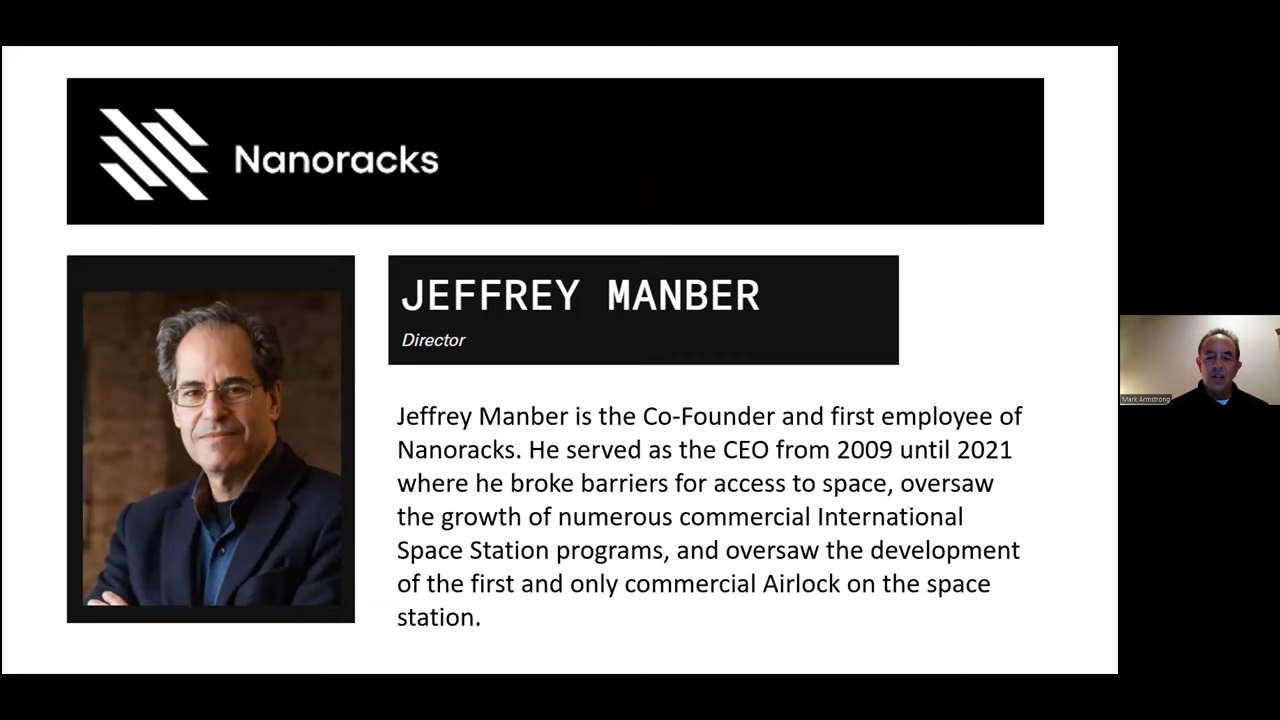 Nanoracks
JEFFREY MANBER
Director
Jeffrey Manber is the Co-Founder and first employee of
Nanoracks. He served as the CEO from 2009 until 2021
where he broke barriers for access to space, oversaw
the growth of numerous commercial International
Space Station programs, and oversaw the development
of the first and only commercial Airlock on the space
station.
Mark Armstrong